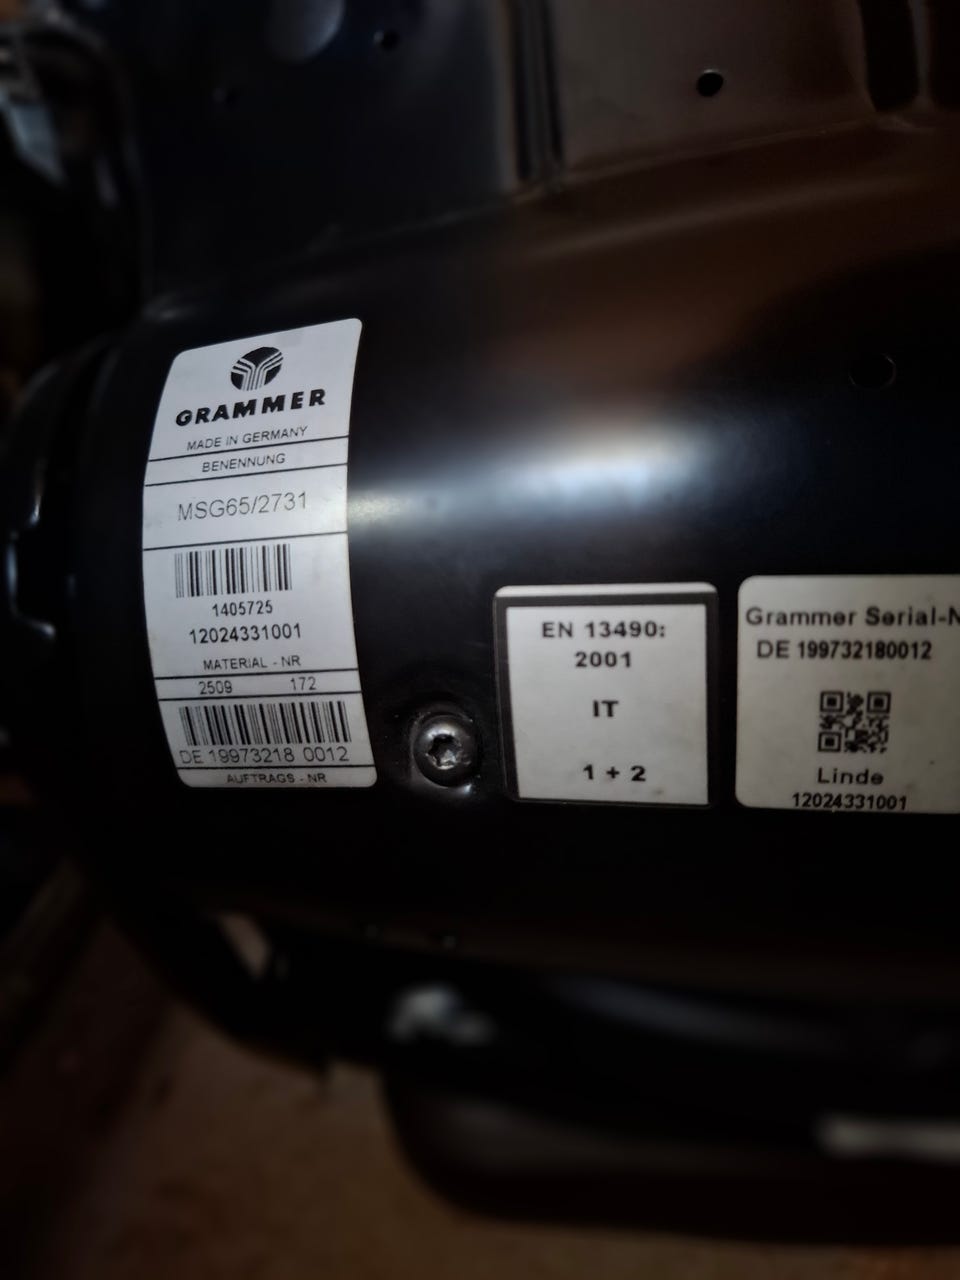 GRAMMER
MADE IN GERMANY
BENENNUNG
MSG65/2731
1405725
12024331001
MATERIAL - NR
2509 172
DE 19973218 0012
AUFTRAGS - NR
EN 13490:
2001
IT
1 + 2
Grammer Serial-N
DE 199732180012
Linde
12024331001